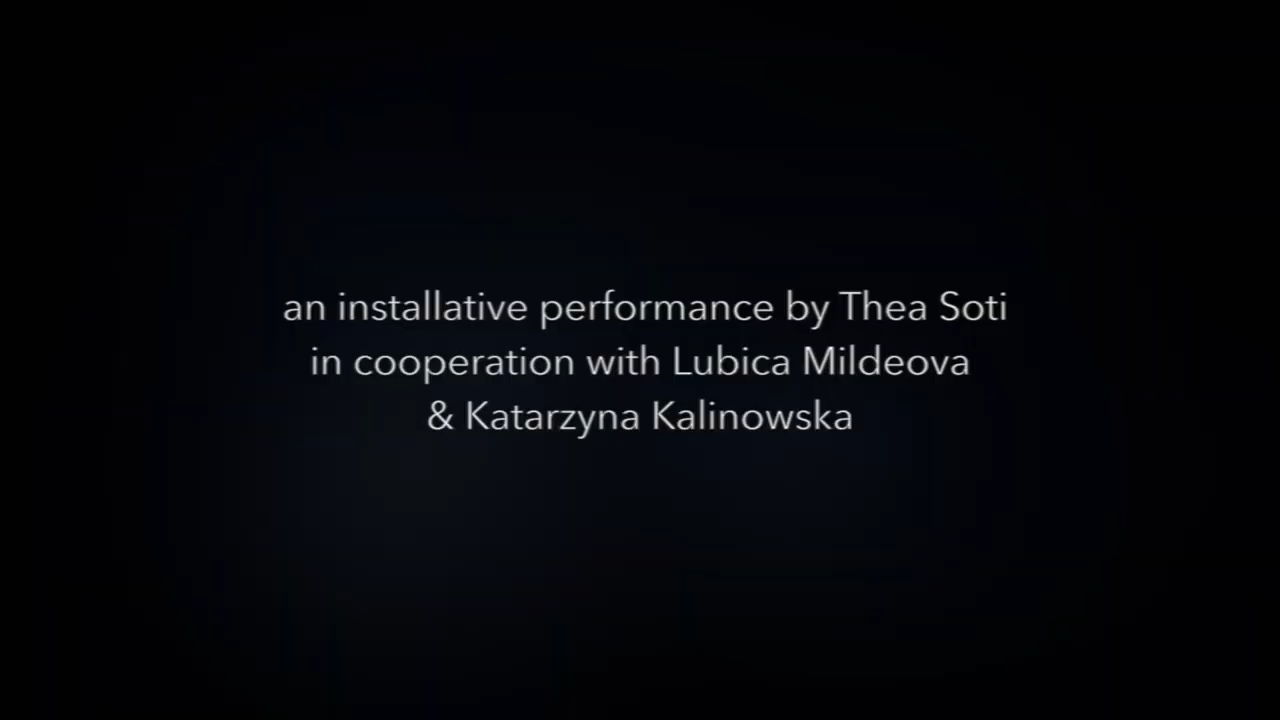 an installative performance by Thea Soti
in cooperation with Lubica Mildeova
& Katarzyna Kalinowska